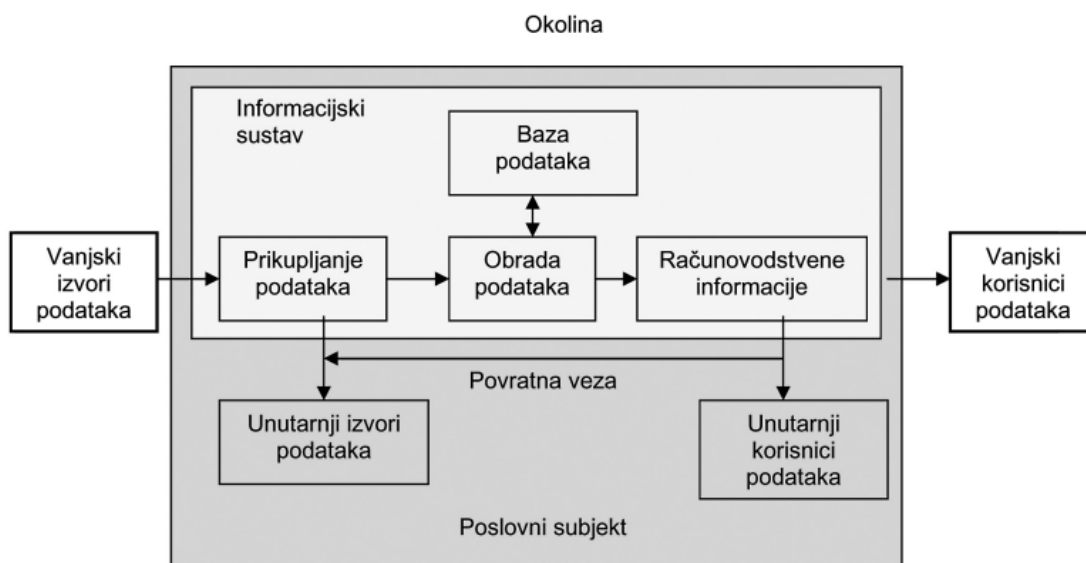 Okolina
Informacijski
sustav
Baza
podataka
Vanjski
izvori
podataka
Prikupljanje
podataka
Obrada
podataka
Računovodstvene
informacije
Vanjski
korisnici
podataka
Povratna veza
Unutarnji izvori
podataka
Unutarnji
korisnici
podataka
Poslovni subjekt